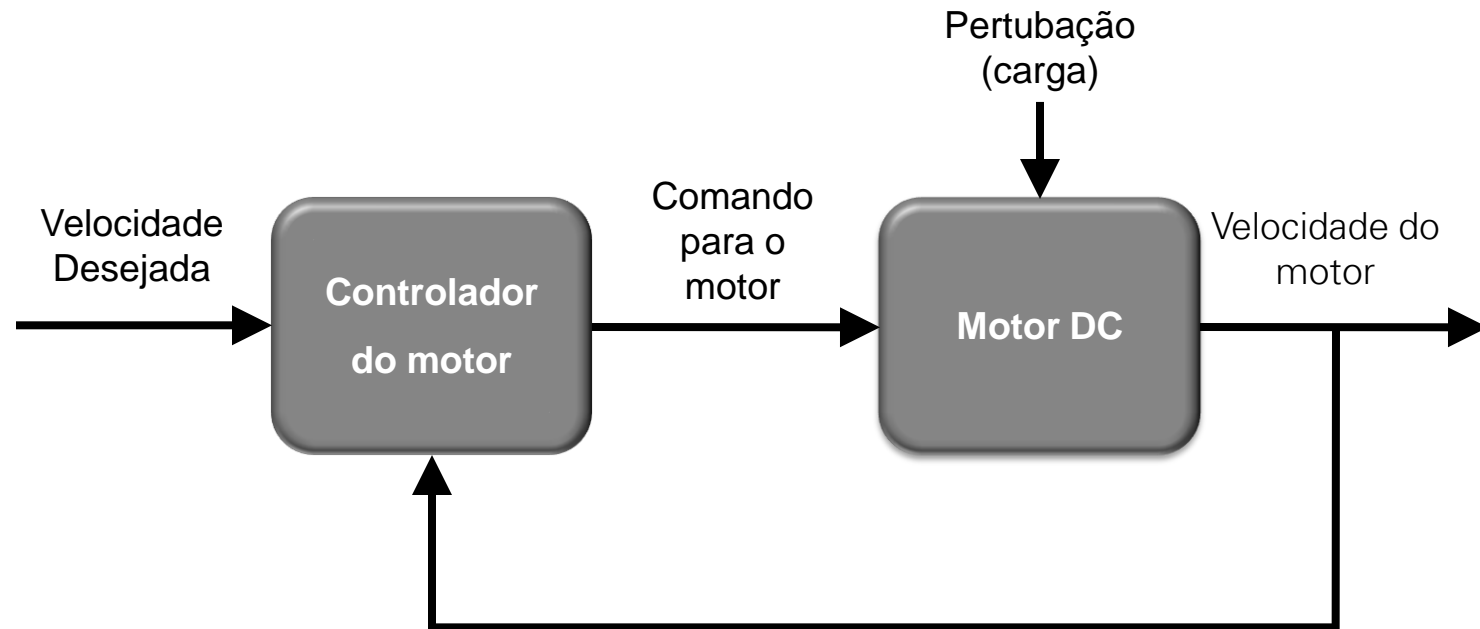 Pertubação
(carga)
Velocidade
Desejada
Controlador
do motor
Comando
para o
motor
Motor DC
Velocidade do
motor